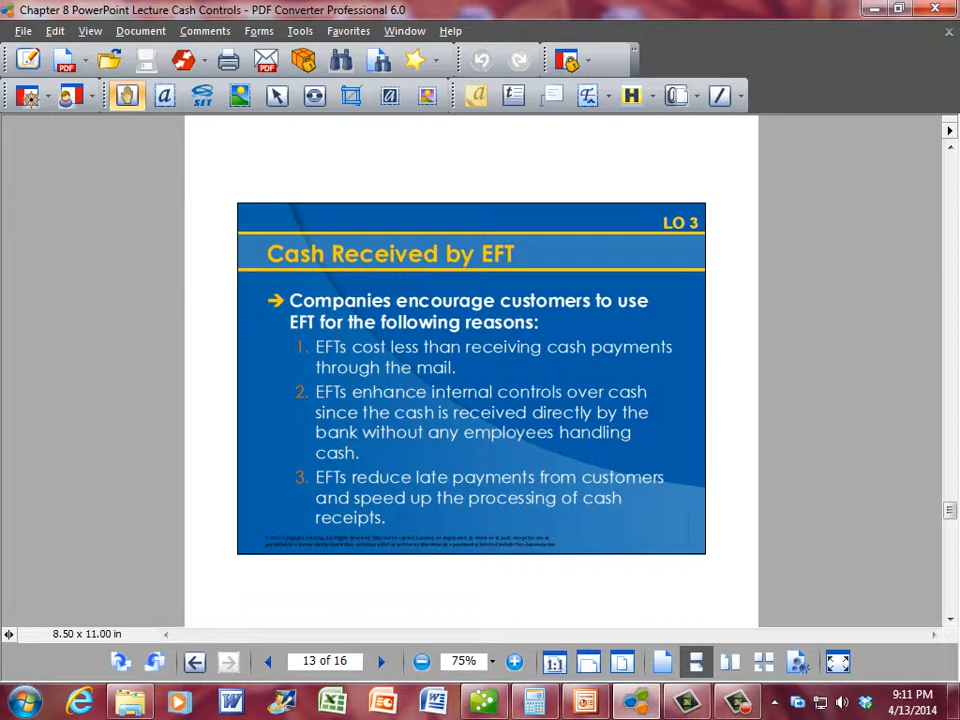 Chapter 8 PowerPoint Lecture Cash Controls - PDF Converter Professional 6.0
File Edit View Document Comments Forms Tools Favorites Window Help
PDF
SET
LO 3
Cash Received by EFT
Companies encourage customers to use
EFT for the following reasons:
1. EFTs cost less than receiving cash payments
through the mail.
2. EFTs enhance internal controls over cash
since the cash is received directly by the
bank without any employees handling
cash.
3. EFTs reduce late payments from customers
and speed up the processing of cash
receipts.
8.50 x 11.00 in
13 of 16
75%
1:1
9:11 PM
4/13/2014